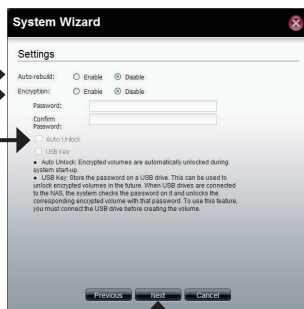 System Wizard
Settings
Auto-rebuild: Enable Disable
Encryption: Enable Disable
Password:
Confirm
Password:
Auto Unlock
USB Key
● Auto Unlock: Encrypted volumes are automatically unlocked during
system start-up.
● USB Key: Store the password on a USB drive. This can be used to
unlock encrypted volumes in the future. When USB drives are connected
to the NAS, the system checks the password on it and unlocks the
corresponding encrypted volume with that password. To use this feature,
you must connect the USB drive before creating the volume.
Previous Next Cancel